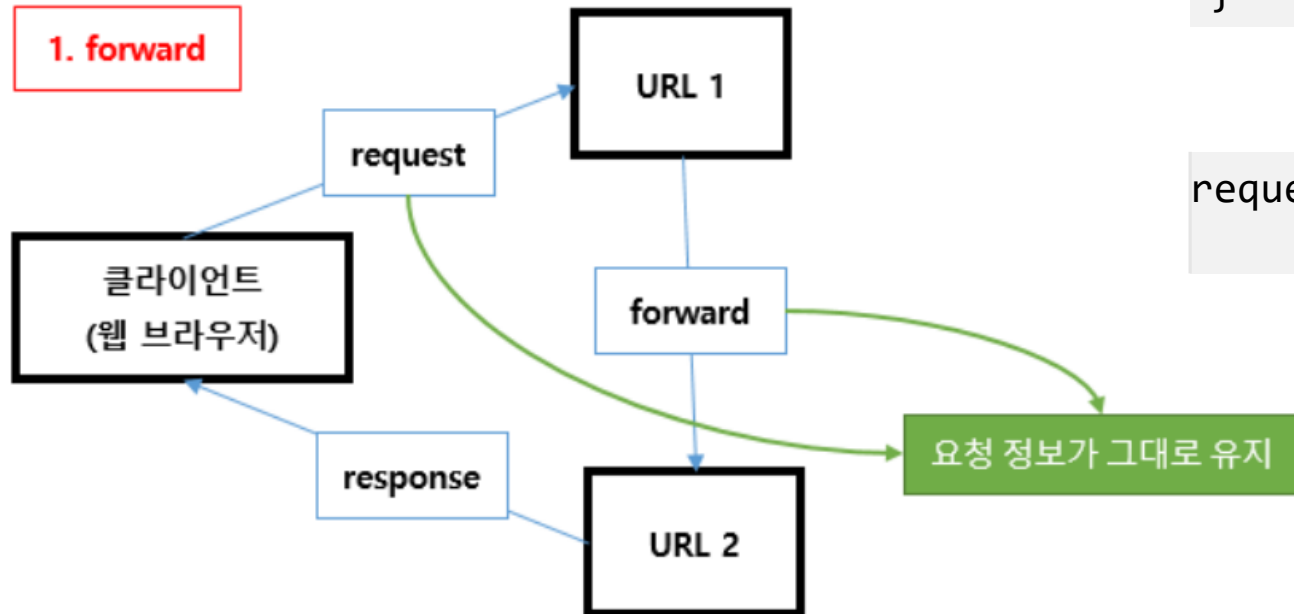 1. forward
URL 1
request
클라이언트
(웹 브라우저)
forward
요청 정보가 그대로 유지
response
URL 2